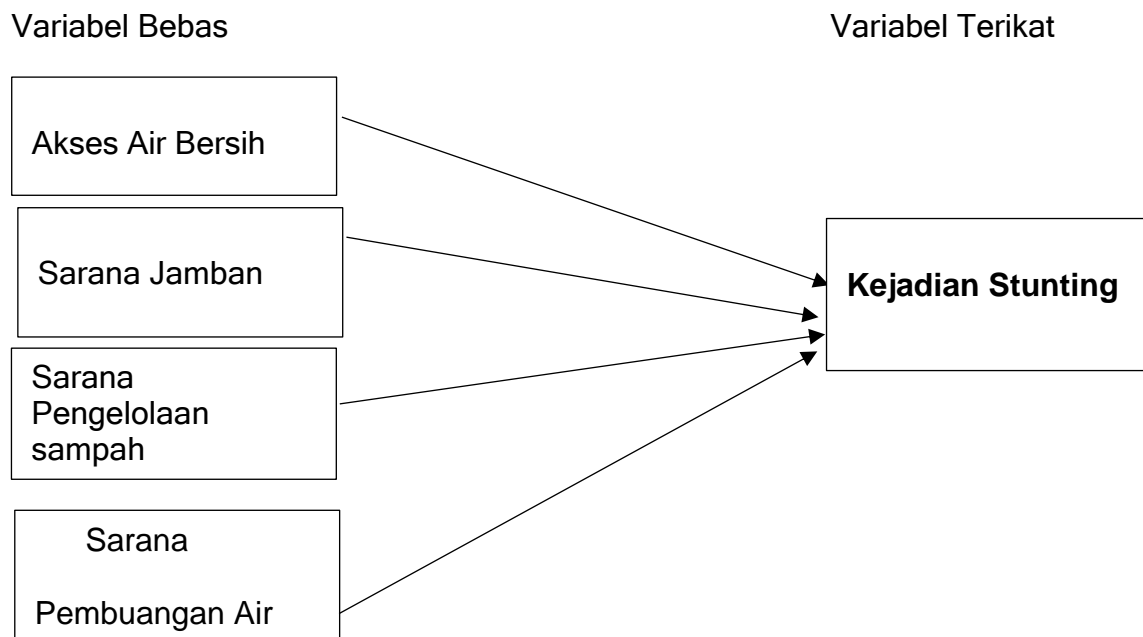 Variabel Bebas
Variabel Terikat
Akses Air Bersih
Sarana Jamban
Sarana
Pengelolaan
sampah
Sarana
Pembuangan Air
Kejadian Stunting